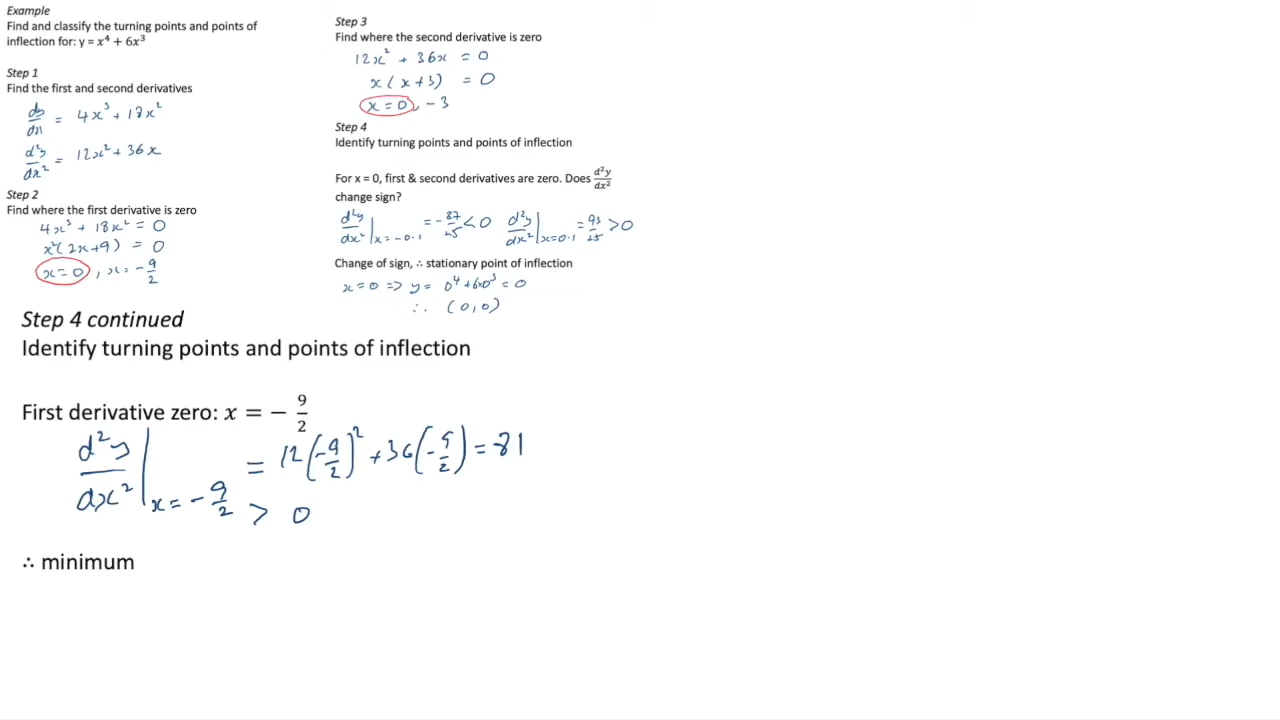 Example
Find and classify the turning points and points of
inflection for: y = x⁴ + 6x³
Step 1
Find the first and second derivatives
dy/dx = 4x³ + 18x²
d²y/dx² = 12x² + 36x
Step 2
Find where the first derivative is zero
4x³ + 18x² = 0
x²(2x+9) = 0
x = 0, x = -9/2
Step 3
Find where the second derivative is zero
12x² + 36x = 0
x(x+3) = 0
x = 0, -3
Step 4
Identify turning points and points of inflection
For x = 0, first & second derivatives are zero. Does d²y/dx²
change sign?
d²y/dx² |x=-0.1 = -87/25 < 0 d²y/dx² |x=0.1 = 93/25 > 0
Change of sign, ∴ stationary point of inflection
x=0 => y = 0⁴ + 6x0³ = 0
∴ (0,0)
Step 4 continued
Identify turning points and points of inflection
First derivative zero: x = -9/2
d²y/dx² |x=-9/2 = 12(-9/2)² + 36(-9/2) = 81
> 0
∴ minimum